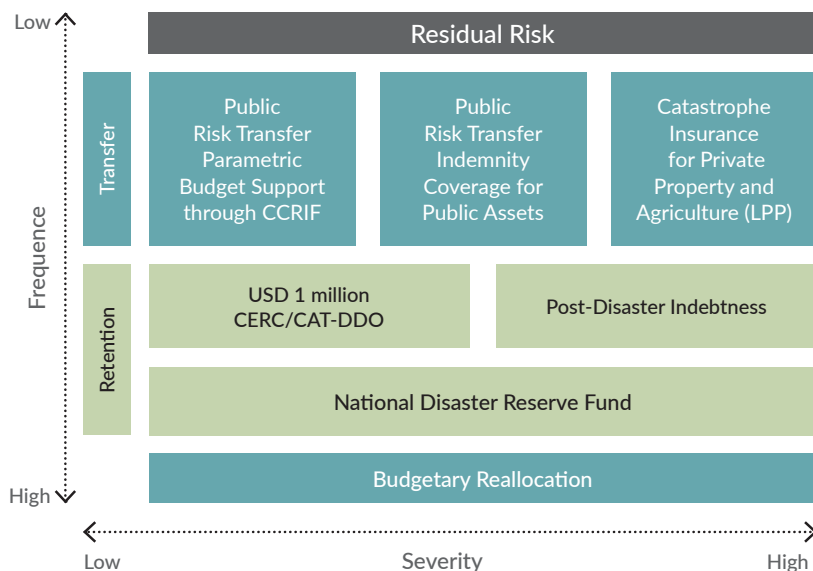 Low
Residual Risk
Transfer
Public
Risk Transfer
Parametric
Budget Support
through CCRIF
Public
Risk Transfer
Indemnity
Coverage for
Public Assets
Catastrophe
Insurance
for Private
Property and
Agriculture (LPP)
Frequence
Retention
USD 1 million
CERC/CAT-DDO
Post-Disaster Indebtness
National Disaster Reserve Fund
Budgetary Reallocation
High
Low
Severity
High